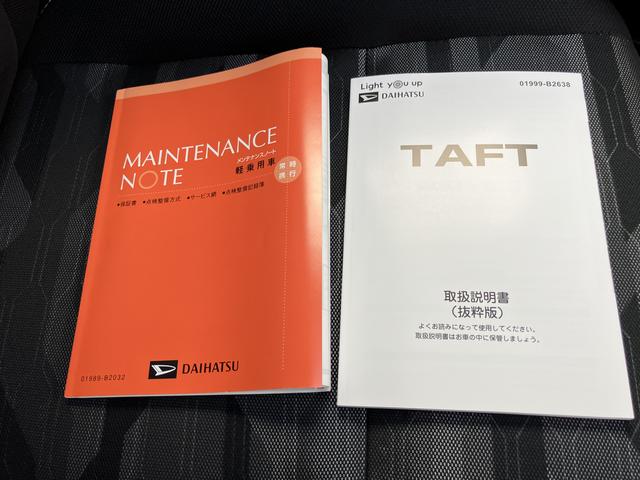 MAINTENANCE
NOTE
メンテナンスノート
軽乗用車
常時
携行
●保証書 ●点検整備方式 ●サービス網 ●点検整備記録簿
DAIHATSU
01989-B2032
Light you up
DAIHATSU
01999-B2638
TAFT
取扱説明書
（抜粋版）
よくお読みになって使用してください。
取扱説明書はお車の中に保管しましょう。